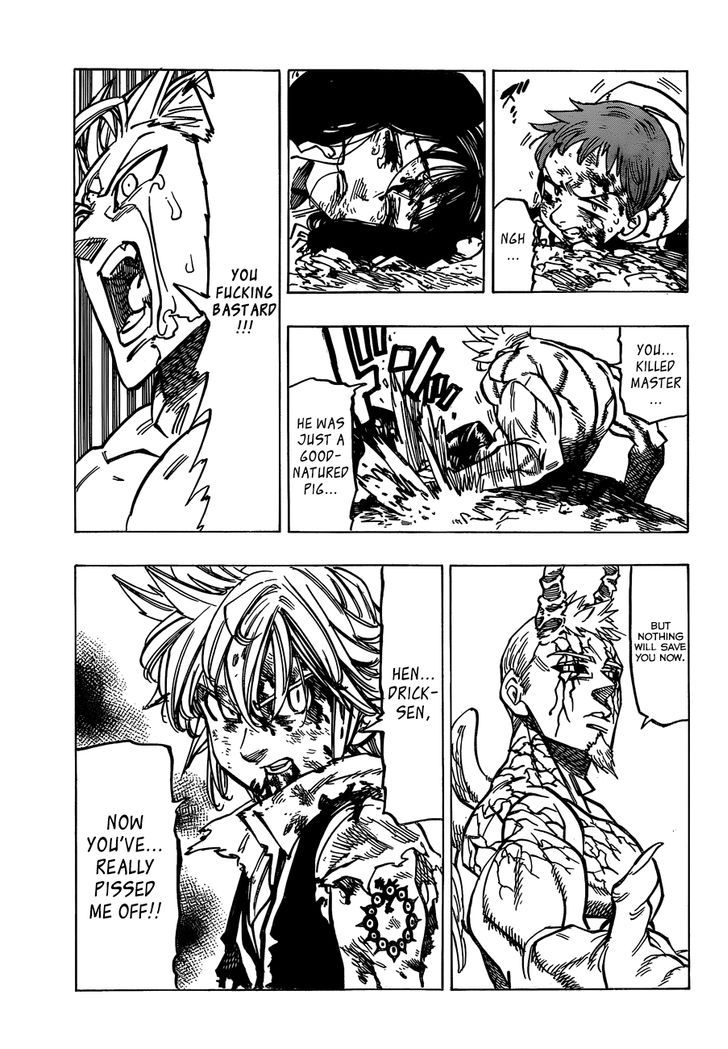 NGH
...
YOU...
KILLED
MASTER
...
HE WAS
JUST A
GOOD-
NATURED
PIG...
YOU
FUCKING
BASTARD
!!!
BUT
NOTHING
WILL SAVE
YOU NOW.
HEN...
DRICK-
SEN,
NOW
YOU'VE...
REALLY
PISSED
ME OFF!!